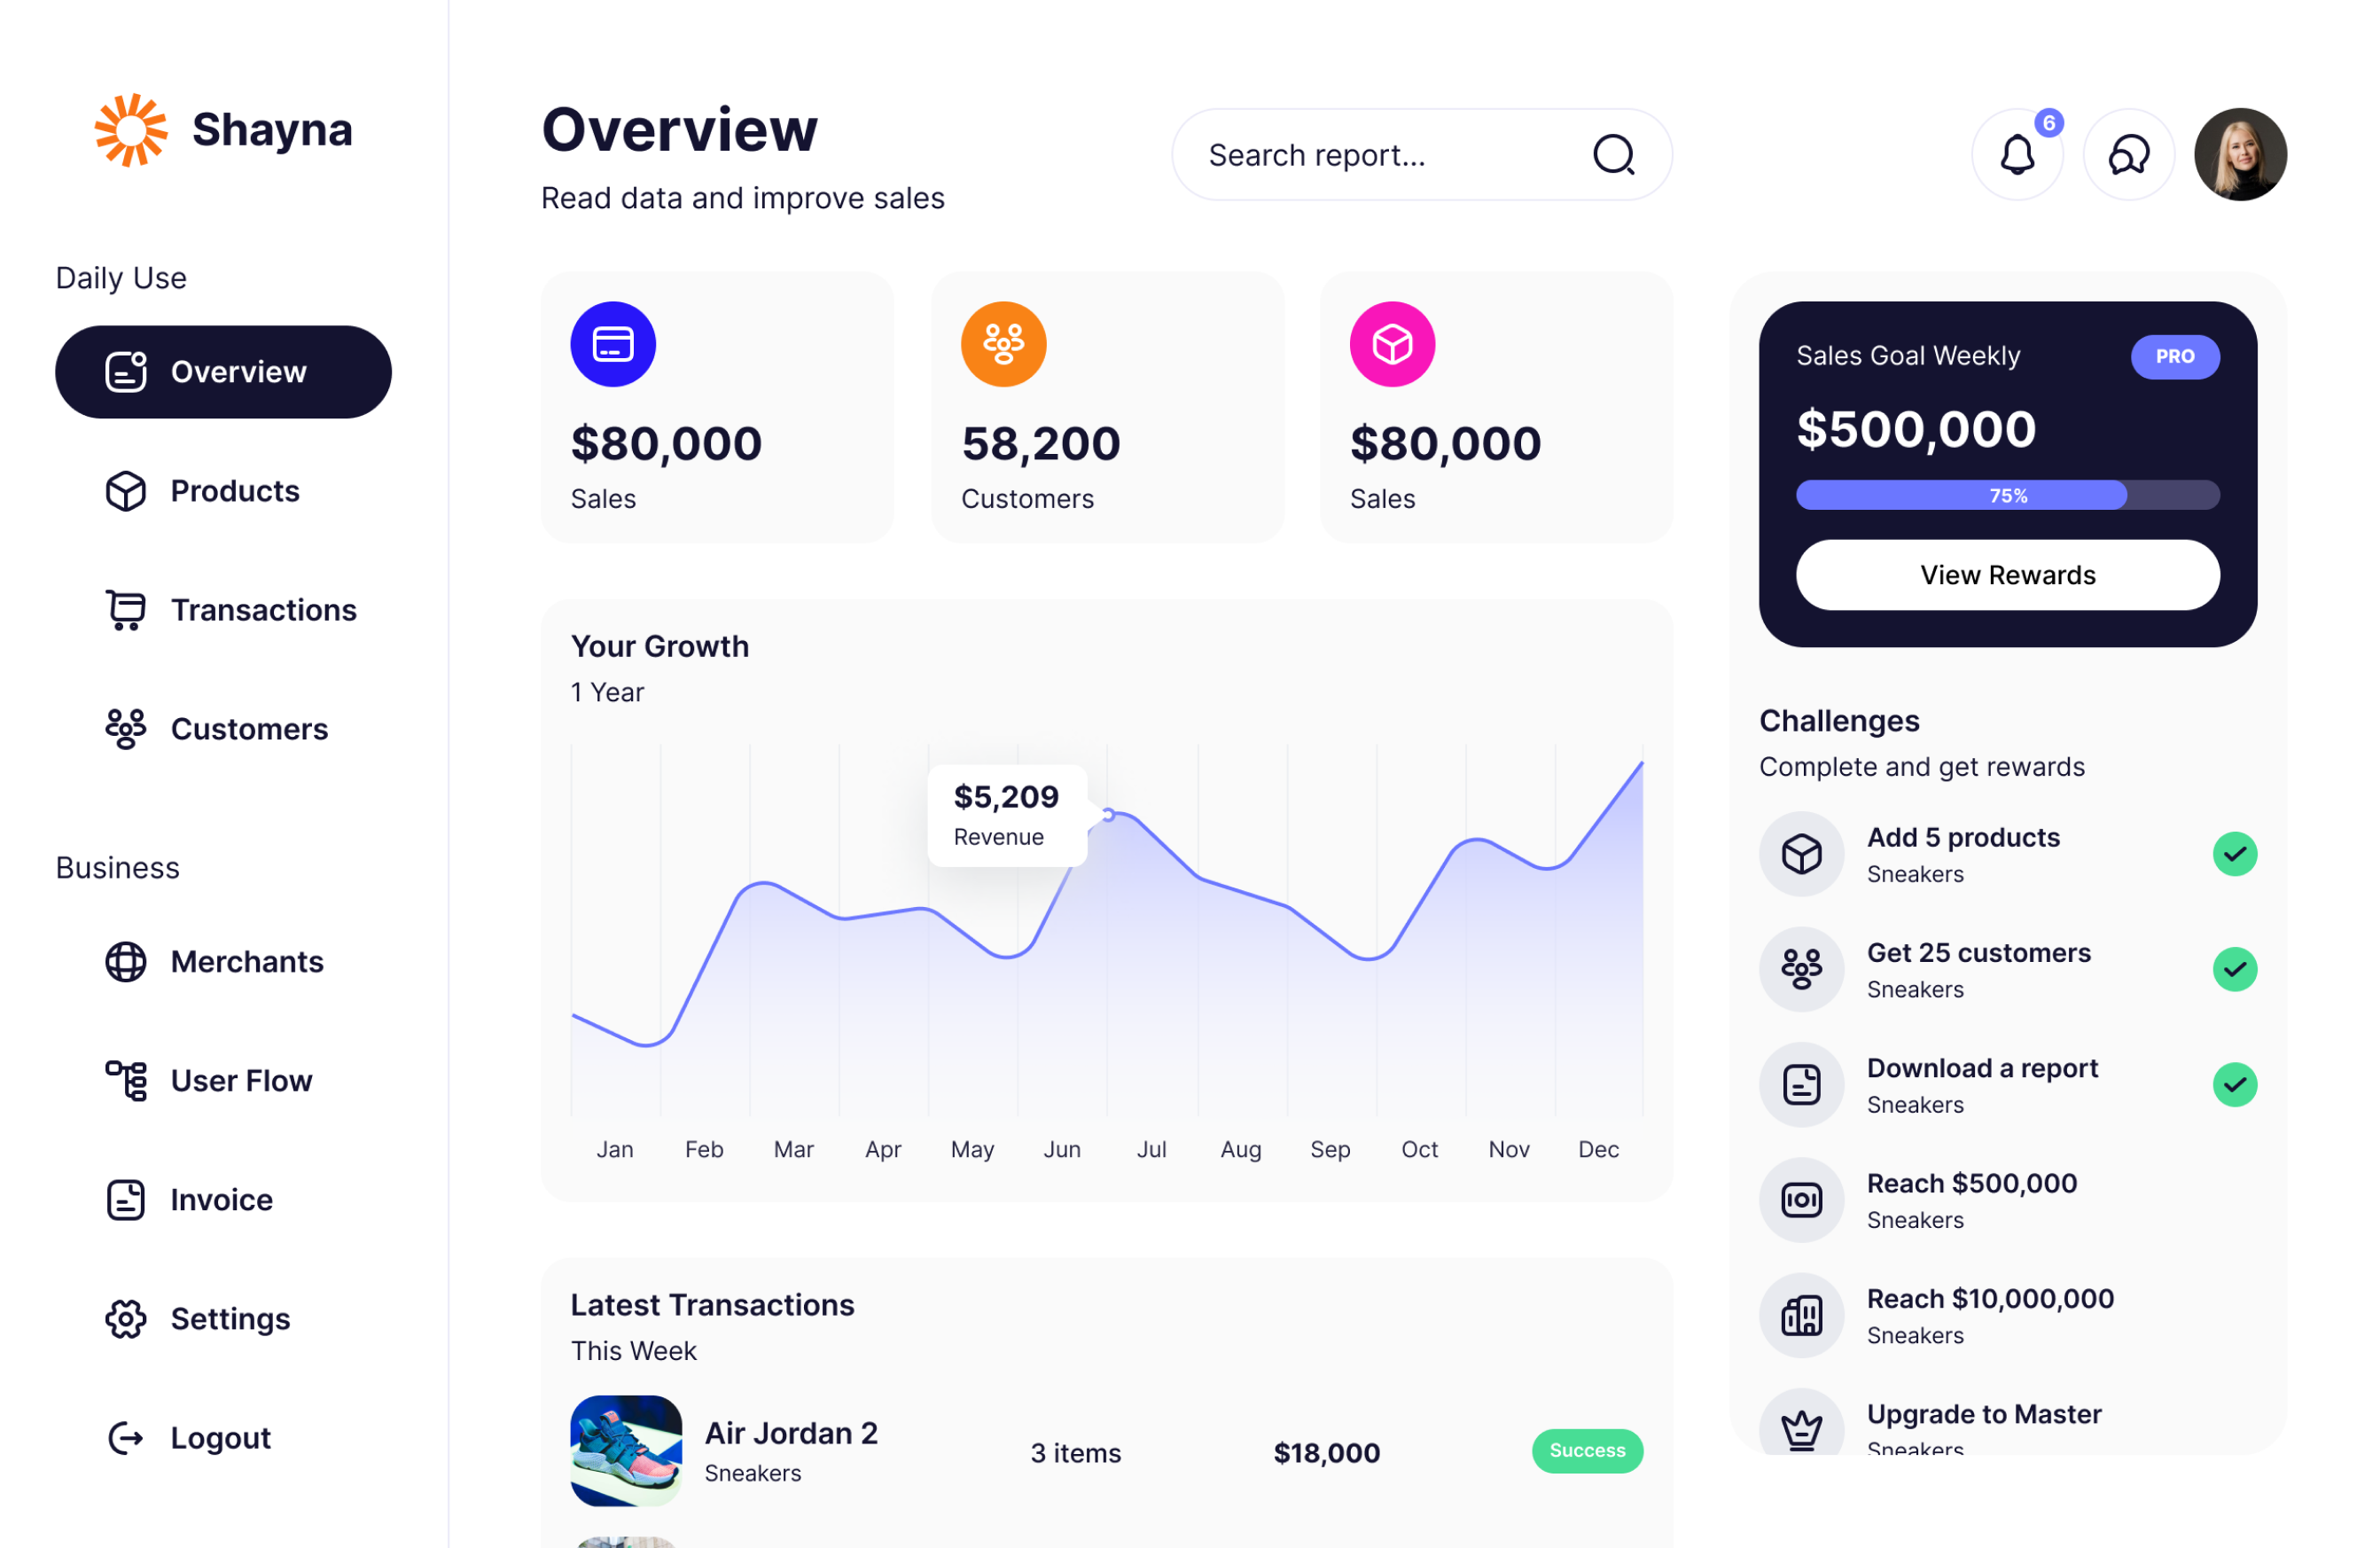 Shayna
Daily Use
Overview
Products
Transactions
Customers
Business
Merchants
User Flow
Invoice
Settings
Logout
Overview
Read data and improve sales
Search report...
6
$80,000
Sales
58,200
Customers
$80,000
Sales
Your Growth
1 Year
$5,209
Revenue
Jan Feb Mar Apr May Jun Jul Aug Sep Oct Nov Dec
Latest Transactions
This Week
Air Jordan 2
Sneakers
3 items
$18,000
Success
Sales Goal Weekly
PRO
$500,000
75%
View Rewards
Challenges
Complete and get rewards
Add 5 products
Sneakers
Get 25 customers
Sneakers
Download a report
Sneakers
Reach $500,000
Sneakers
Reach $10,000,000
Sneakers
Upgrade to Master
Sneakers